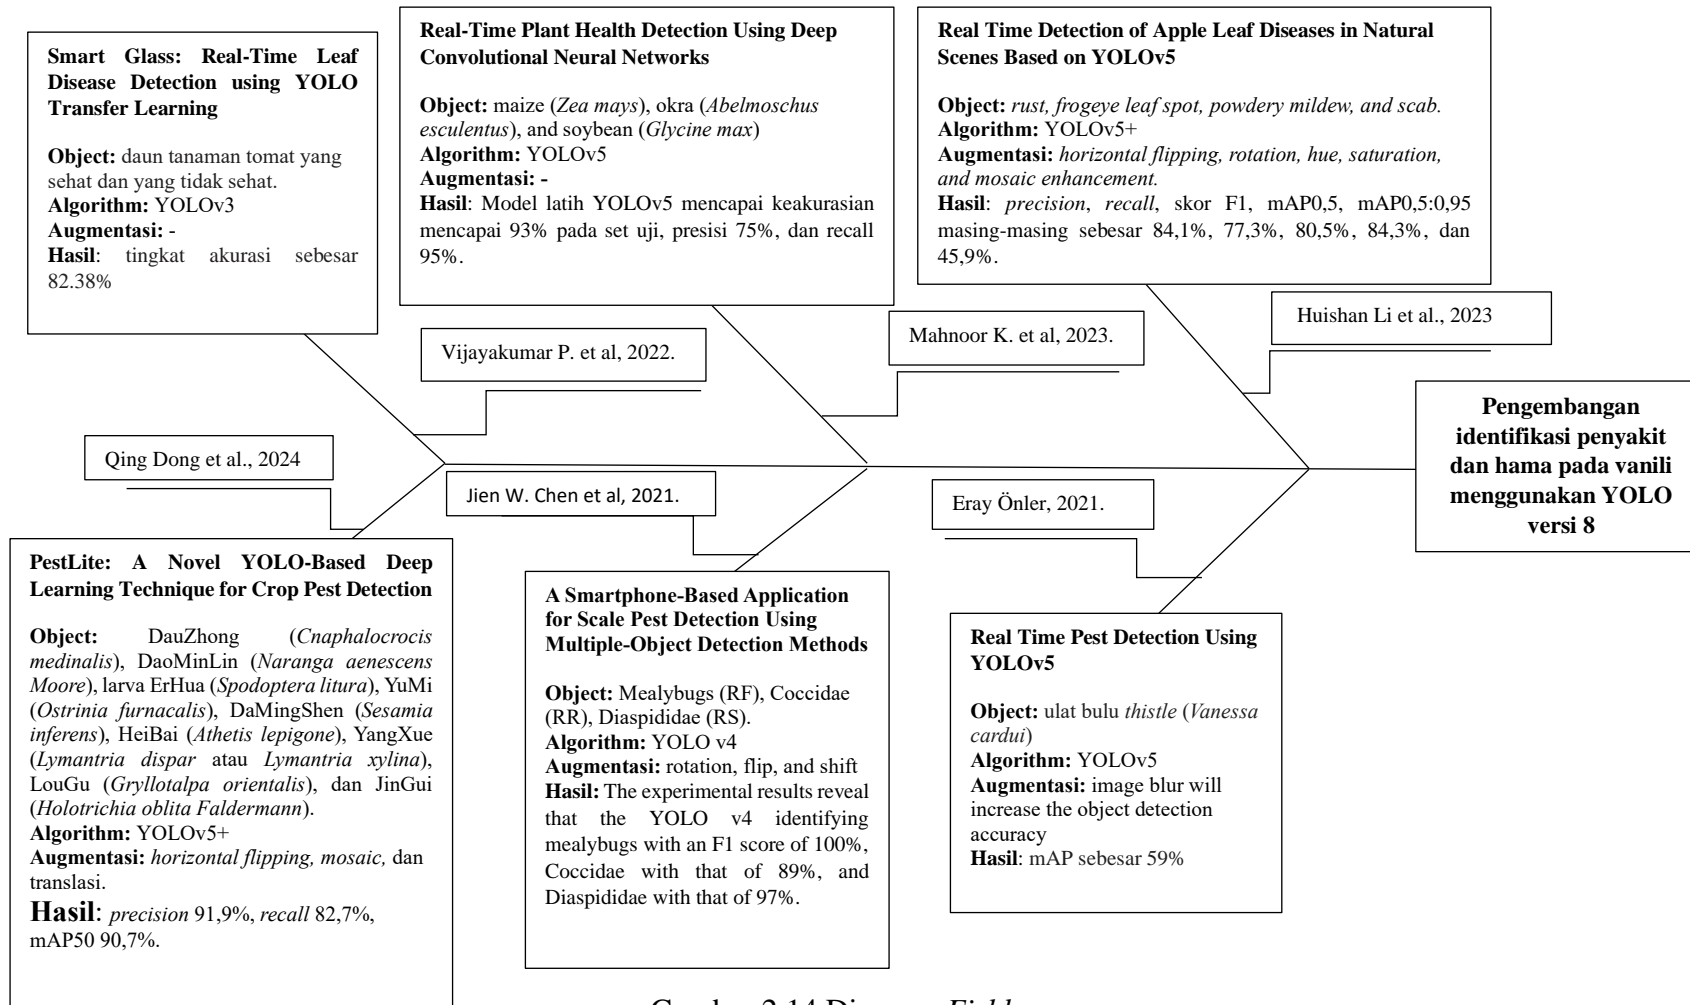 Smart Glass: Real-Time Leaf
Disease Detection using YOLO
Transfer Learning
Object: daun tanaman tomat yang
sehat dan yang tidak sehat.
Algorithm: YOLOv3
Augmentasi: -
Hasil: tingkat akurasi sebesar
82.38%
Real-Time Plant Health Detection Using Deep
Convolutional Neural Networks
Object: maize (Zea mays), okra (Abelmoschus
esculentus), and soybean (Glycine max)
Algorithm: YOLOv5
Augmentasi: -
Hasil: Model latih YOLOv5 mencapai keakurasian
mencapai 93% pada set uji, presisi 75%, dan recall
95%.
Real Time Detection of Apple Leaf Diseases in Natural
Scenes Based on YOLOv5
Object: rust, frogeye leaf spot, powdery mildew, and scab.
Algorithm: YOLOv5+
Augmentasi: horizontal flipping, rotation, hue, saturation,
and mosaic enhancement.
Hasil: precision, recall, skor F1, mAP0,5, mAP0,5:0,95
masing-masing sebesar 84,1%, 77,3%, 80,5%, 84,3%, dan
45,9%.
Vijayakumar P. et al, 2022.
Mahnoor K. et al, 2023.
Huishan Li et al., 2023
Pengembangan
identifikasi penyakit
dan hama pada vanili
menggunakan YOLO
versi 8
Qing Dong et al., 2024
Jien W. Chen et al, 2021.
Eray Önler, 2021.
PestLite: A Novel YOLO-Based Deep
Learning Technique for Crop Pest Detection
Object: DauZhong (Cnaphalocrocis
medinalis), DaoMinLin (Naranga aenescens
Moore), larva ErHua (Spodoptera litura), YuMi
(Ostrinia furnacalis), DaMingShen (Sesamia
inferens), HeiBai (Athetis lepigone), YangXue
(Lymantria dispar atau Lymantria xylina),
LouGu (Gryllotalpa orientalis), dan JinGui
(Holotrichia oblita Faldermann).
Algorithm: YOLOv5+
Augmentasi: horizontal flipping, mosaic, dan
translasi.
Hasil: precision 91,9%, recall 82,7%,
mAP50 90,7%.
A Smartphone-Based Application
for Scale Pest Detection Using
Multiple-Object Detection Methods
Object: Mealybugs (RF), Coccidae
(RR), Diaspididae (RS).
Algorithm: YOLO v4
Augmentasi: rotation, flip, and shift
Hasil: The experimental results reveal
that the YOLO v4 identifying
mealybugs with an F1 score of 100%,
Coccidae with that of 89%, and
Diaspididae with that of 97%.
Real Time Pest Detection Using
YOLOv5
Object: ulat bulu thistle (Vanessa
cardui)
Algorithm: YOLOv5
Augmentasi: image blur will
increase the object detection
accuracy
Hasil: mAP sebesar 59%